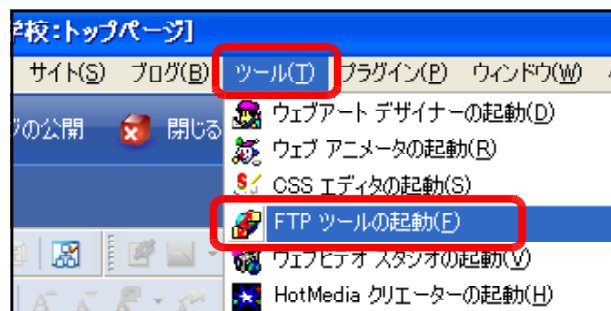 学校:トップページ]
サイト(S) ブログ(B) ツール(T) プラグイン(P) ウィンドウ(W)
の公開 閉じる
ウェブアート デザイナーの起動(D)
ウェブ アニメータの起動(R)
CSS エディタの起動(S)
FTP ツールの起動(F)
ウェブビデオ スタジオの起動(V)
HotMedia クリエーターの起動(H)